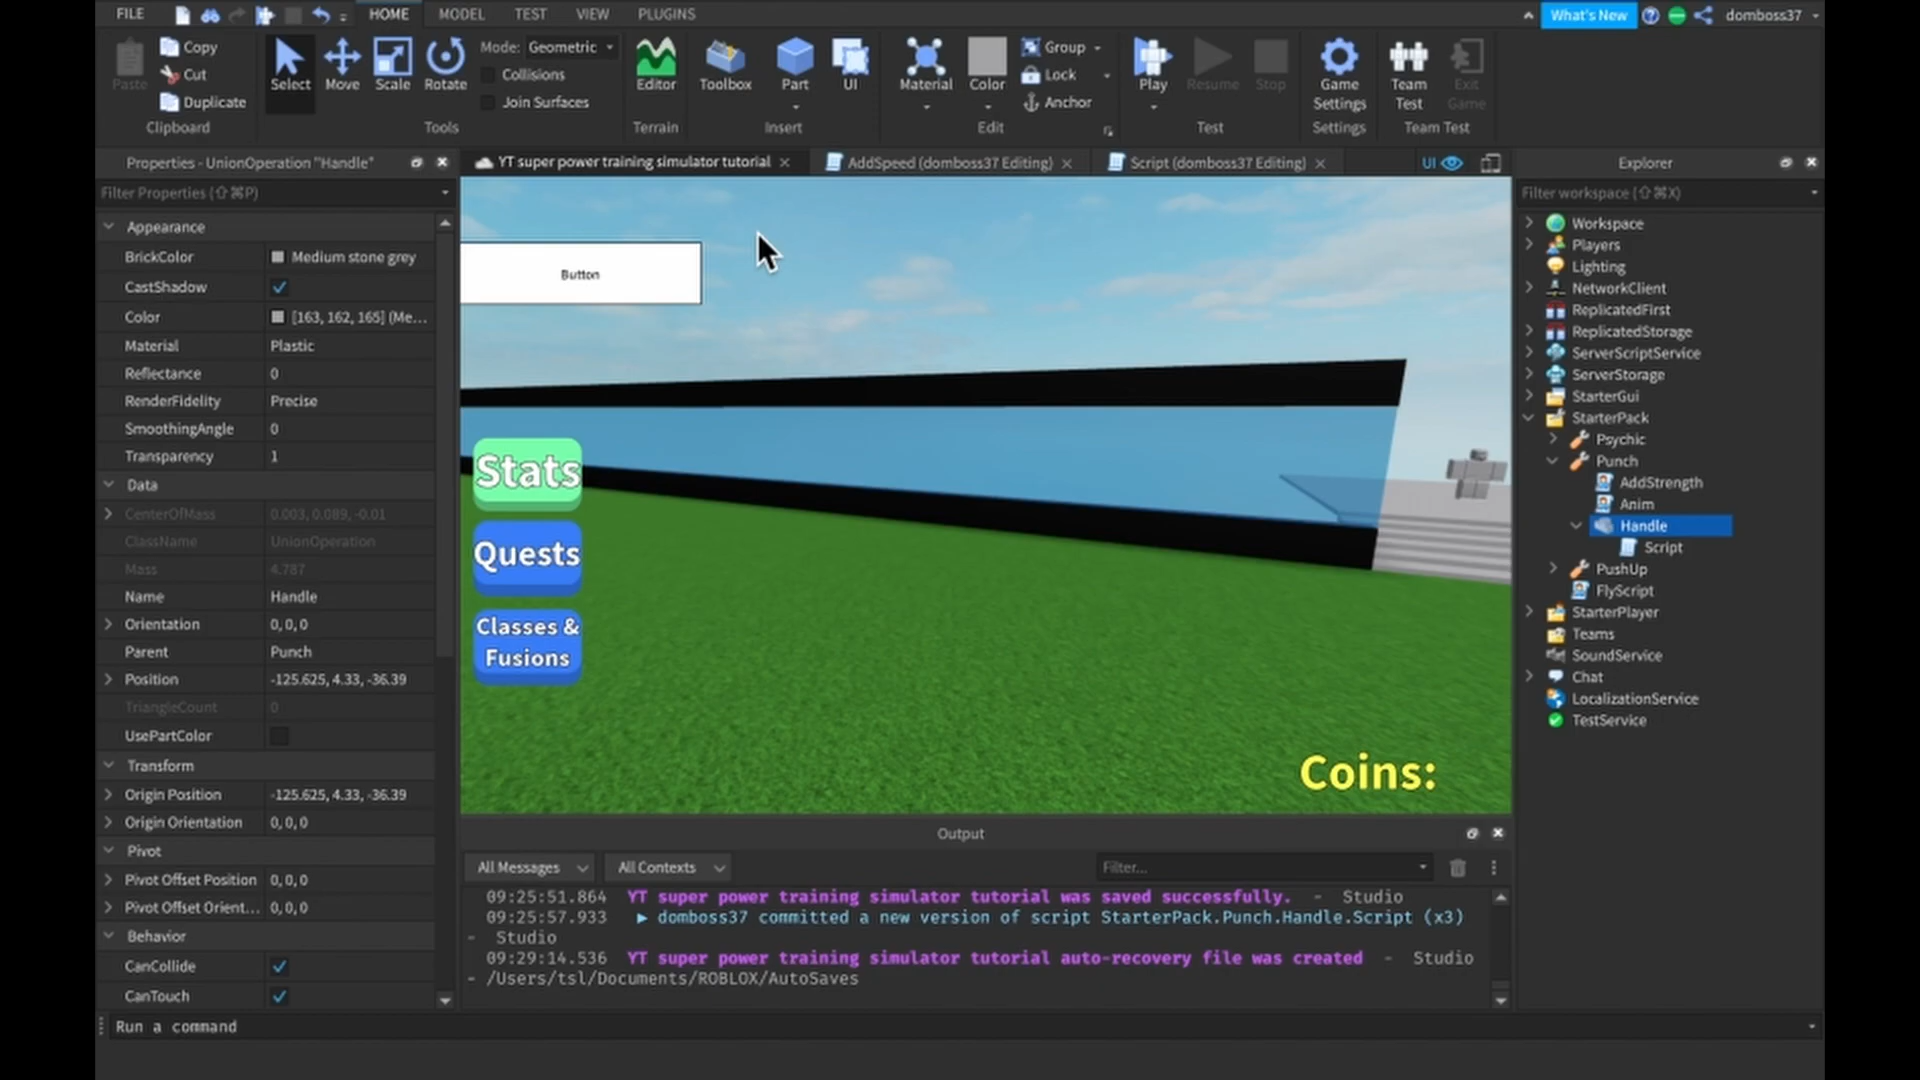 FILE HOME MODEL TEST VIEW PLUGINS What's New domboss37
Paste Copy Cut Duplicate Clipboard
Select Move Scale Rotate Mode: Geometric Collisions Join Surfaces Tools
Editor Terrain
Toolbox Part UI Insert
Material Color Group Lock Anchor Edit
Play Resume Stop Test
Game Settings Settings
Team Test Exit Game Team Test
Properties - UnionOperation "Handle"
Filter Properties (⇧⌘P)
Appearance
BrickColor Medium stone grey
CastShadow
Color [163, 162, 165] (Me...
Material Plastic
Reflectance 0
RenderFidelity Precise
SmoothingAngle 0
Transparency 1
Data
CenterOfMass 0.003, 0.089, -0.01
ClassName UnionOperation
Mass 4.787
Name Handle
Orientation 0, 0, 0
Parent Punch
Position -125.625, 4.33, -36.39
TriangleCount 0
UsePartColor
Transform
Origin Position -125.625, 4.33, -36.39
Origin Orientation 0, 0, 0
Pivot
Pivot Offset Position 0, 0, 0
Pivot Offset Orient... 0, 0, 0
Behavior
CanCollide
CanTouch
YT super power training simulator tutorial AddSpeed (domboss37 Editing) Script (domboss37 Editing) UI
Button
Stats
Quests
Classes &
Fusions
Coins:
Output
All Messages All Contexts Filter...
09:25:51.864 YT super power training simulator tutorial was saved successfully. - Studio
09:25:57.933 ▶ domboss37 committed a new version of script StarterPack.Punch.Handle.Script (x3)
- Studio
09:29:14.536 YT super power training simulator tutorial auto-recovery file was created - Studio
- /Users/tsl/Documents/ROBLOX/AutoSaves
Explorer
Filter workspace (⇧⌘X)
Workspace
Players
Lighting
NetworkClient
ReplicatedFirst
ReplicatedStorage
ServerScriptService
ServerStorage
StarterGui
StarterPack
Psychic
Punch
AddStrength
Anim
Handle
Script
PushUp
FlyScript
StarterPlayer
Teams
SoundService
Chat
LocalizationService
TestService
Run a command